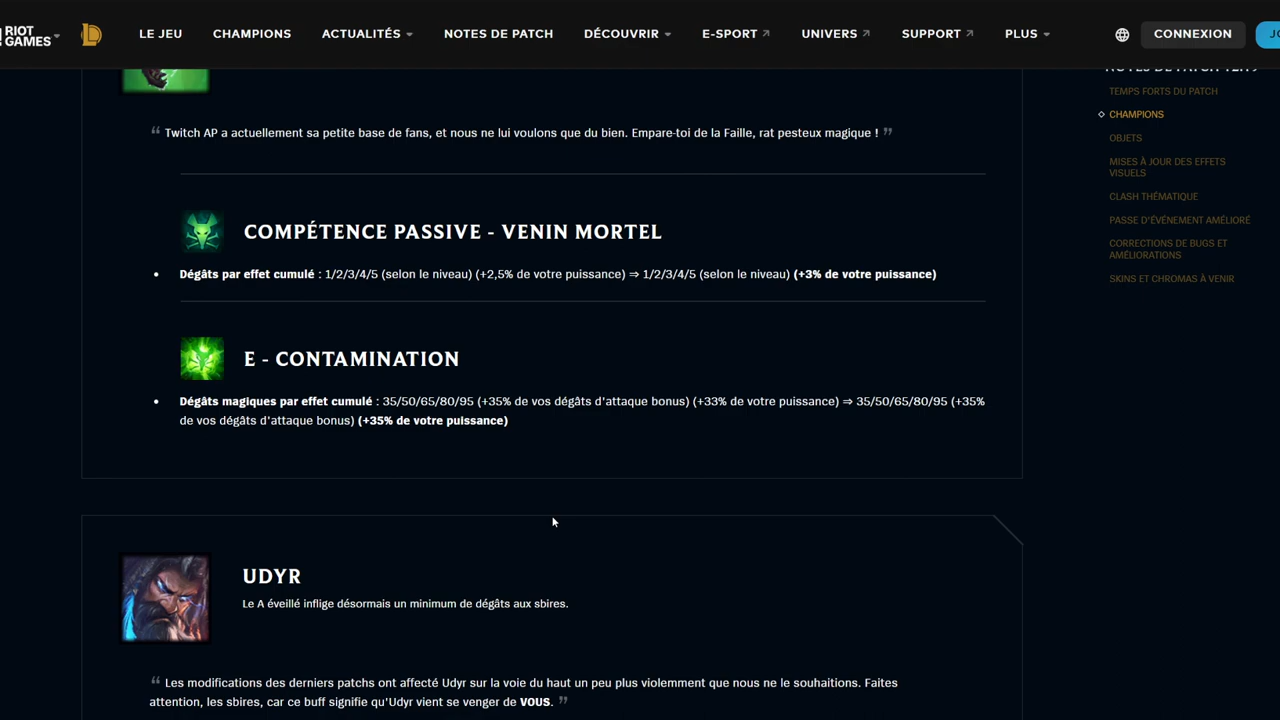 RIOT
GAMES
LE JEU
CHAMPIONS
ACTUALITÉS
NOTES DE PATCH
DÉCOUVRIR
E-SPORT
UNIVERS
SUPPORT
PLUS
CONNEXION
TEMPS FORTS DU PATCH
CHAMPIONS
OBJETS
MISES À JOUR DES EFFETS
VISUELS
CLASH THÉMATIQUE
PASSE D'ÉVÉNEMENT AMÉLIORÉ
CORRECTIONS DE BUGS ET
AMÉLIORATIONS
SKINS ET CHROMAS À VENIR
“ Twitch AP a actuellement sa petite base de fans, et nous ne lui voulons que du bien. Empare-toi de la Faille, rat pesteux magique ! ”
COMPÉTENCE PASSIVE - VENIN MORTEL
• Dégâts par effet cumulé : 1/2/3/4/5 (selon le niveau) (+2,5% de votre puissance) ⇒ 1/2/3/4/5 (selon le niveau) (+3% de votre puissance)
E - CONTAMINATION
• Dégâts magiques par effet cumulé : 35/50/65/80/95 (+35% de vos dégâts d'attaque bonus) (+33% de votre puissance) ⇒ 35/50/65/80/95 (+35%
de vos dégâts d'attaque bonus) (+35% de votre puissance)
UDYR
Le A éveillé inflige désormais un minimum de dégâts aux sbires.
“ Les modifications des derniers patchs ont affecté Udyr sur la voie du haut un peu plus violemment que nous ne le souhaitions. Faites
attention, les sbires, car ce buff signifie qu'Udyr vient se venger de VOUS. ”